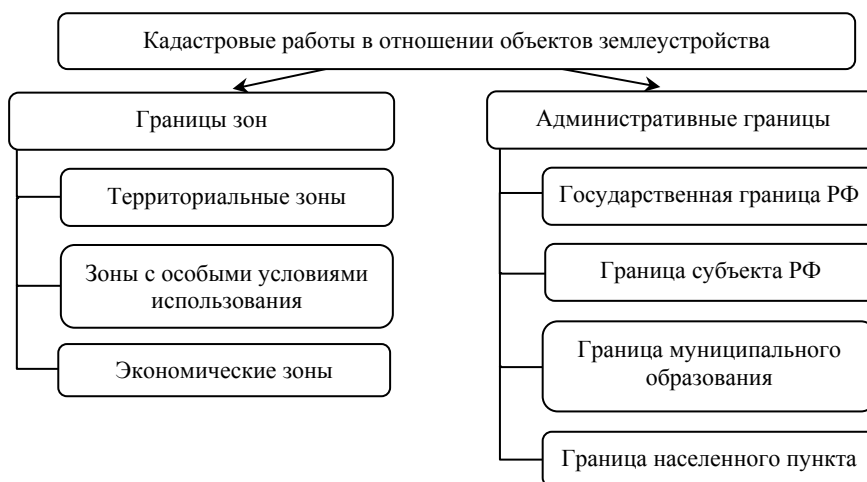 Кадастровые работы в отношении объектов землеустройства
Границы зон
Территориальные зоны
Зоны с особыми условиями
использования
Экономические зоны
Административные границы
Государственная граница РФ
Граница субъекта РФ
Граница муниципального
образования
Граница населенного пункта